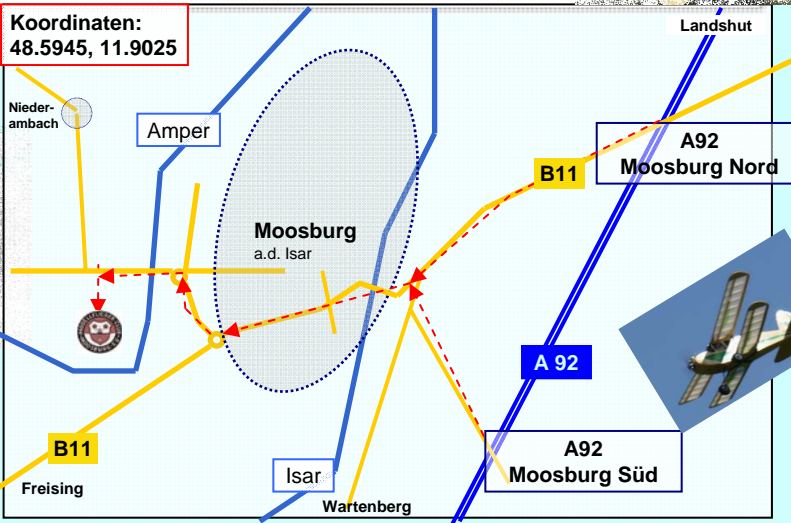 Koordinaten:
48.5945, 11.9025
Landshut
Nieder-
ambach
Amper
A92
Moosburg Nord
B11
Moosburg
a.d. Isar
A 92
B11
A92
Moosburg Süd
Isar
Freising
Wartenberg